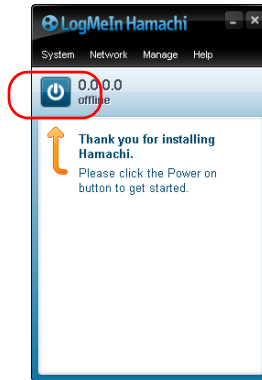 LogMeIn Hamachi
System Network Manage Help
0.0.0.0
offline
Thank you for installing
Hamachi.
Please click the Power on
button to get started.